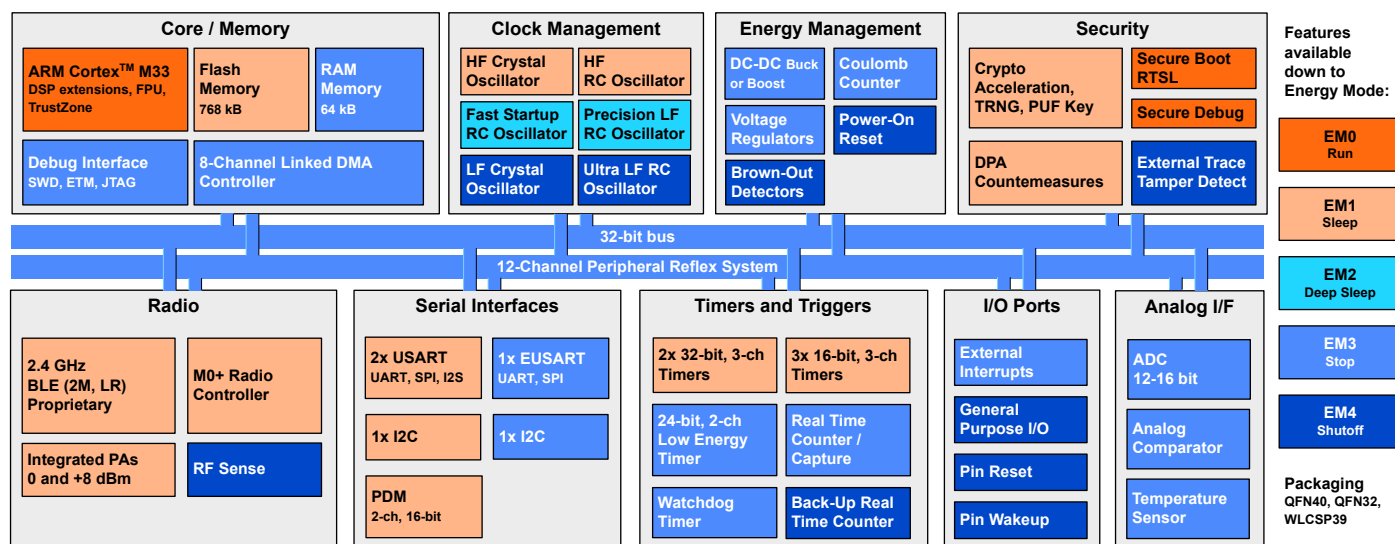 Core / Memory
ARM Cortex™ M33
DSP extensions, FPU,
TrustZone
Flash
Memory
768 kB
RAM
Memory
64 kB
Debug Interface
SWD, ETM, JTAG
8-Channel Linked DMA
Controller
Clock Management
HF Crystal
Oscillator
HF
RC Oscillator
Fast Startup
RC Oscillator
Precision LF
RC Oscillator
LF Crystal
Oscillator
Ultra LF RC
Oscillator
Energy Management
DC-DC Buck
or Boost
Coulomb
Counter
Voltage
Regulators
Power-On
Reset
Brown-Out
Detectors
Security
Crypto
Acceleration,
TRNG, PUF Key
Secure Boot
RTSL
Secure Debug
DPA
Countemeasures
External Trace
Tamper Detect
32-bit bus
12-Channel Peripheral Reflex System
Radio
2.4 GHz
BLE (2M, LR)
Proprietary
M0+ Radio
Controller
Integrated PAs
0 and +8 dBm
RF Sense
Serial Interfaces
2x USART
UART, SPI, I2S
1x EUSART
UART, SPI
1x I2C
1x I2C
PDM
2-ch, 16-bit
Timers and Triggers
2x 32-bit, 3-ch
Timers
3x 16-bit, 3-ch
Timers
24-bit, 2-ch
Low Energy
Timer
Real Time
Counter /
Capture
Watchdog
Timer
Back-Up Real
Time Counter
I/O Ports
External
Interrupts
General
Purpose I/O
Pin Reset
Pin Wakeup
Analog I/F
ADC
12-16 bit
Analog
Comparator
Temperature
Sensor
Features
available
down to
Energy Mode:
EM0
Run
EM1
Sleep
EM2
Deep Sleep
EM3
Stop
EM4
Shutoff
Packaging
QFN40, QFN32,
WLCSP39